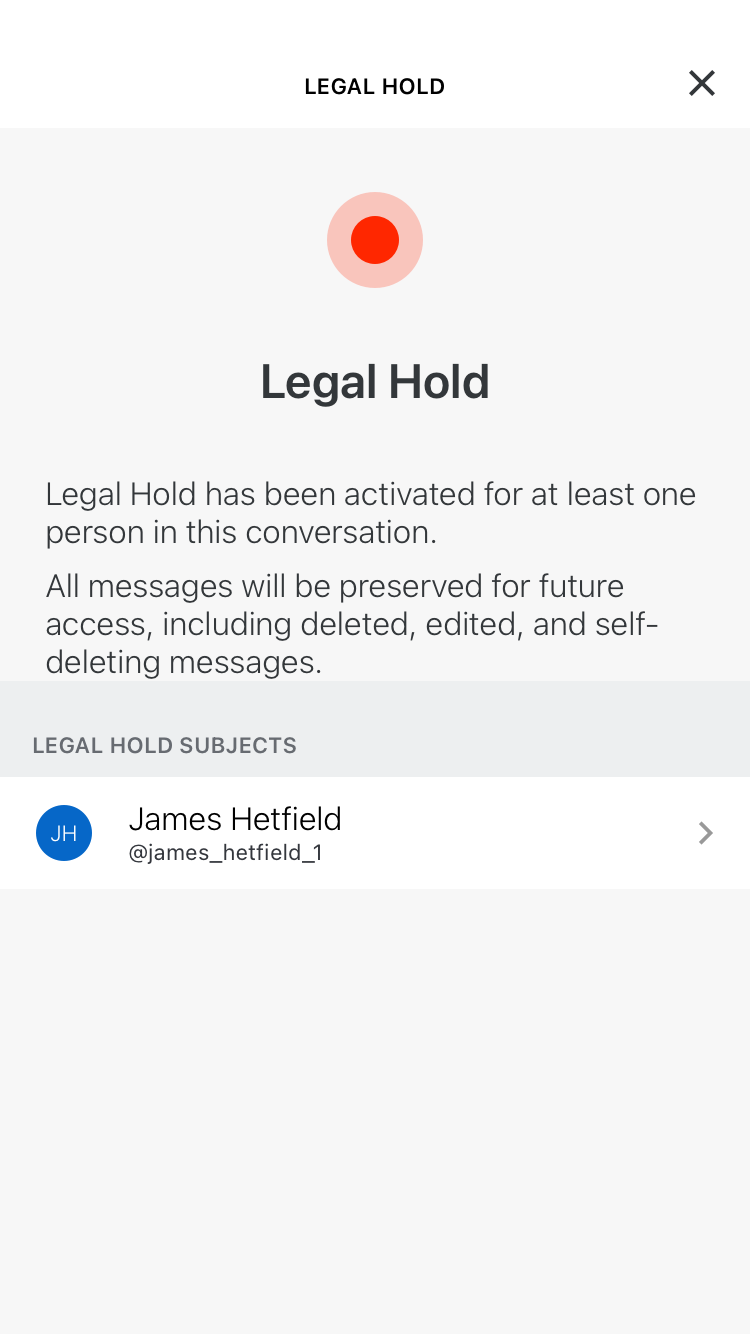 LEGAL HOLD
Legal Hold
Legal Hold has been activated for at least one
person in this conversation.
All messages will be preserved for future
access, including deleted, edited, and self-
deleting messages.
LEGAL HOLD SUBJECTS
JH
James Hetfield
@james_hetfield_1